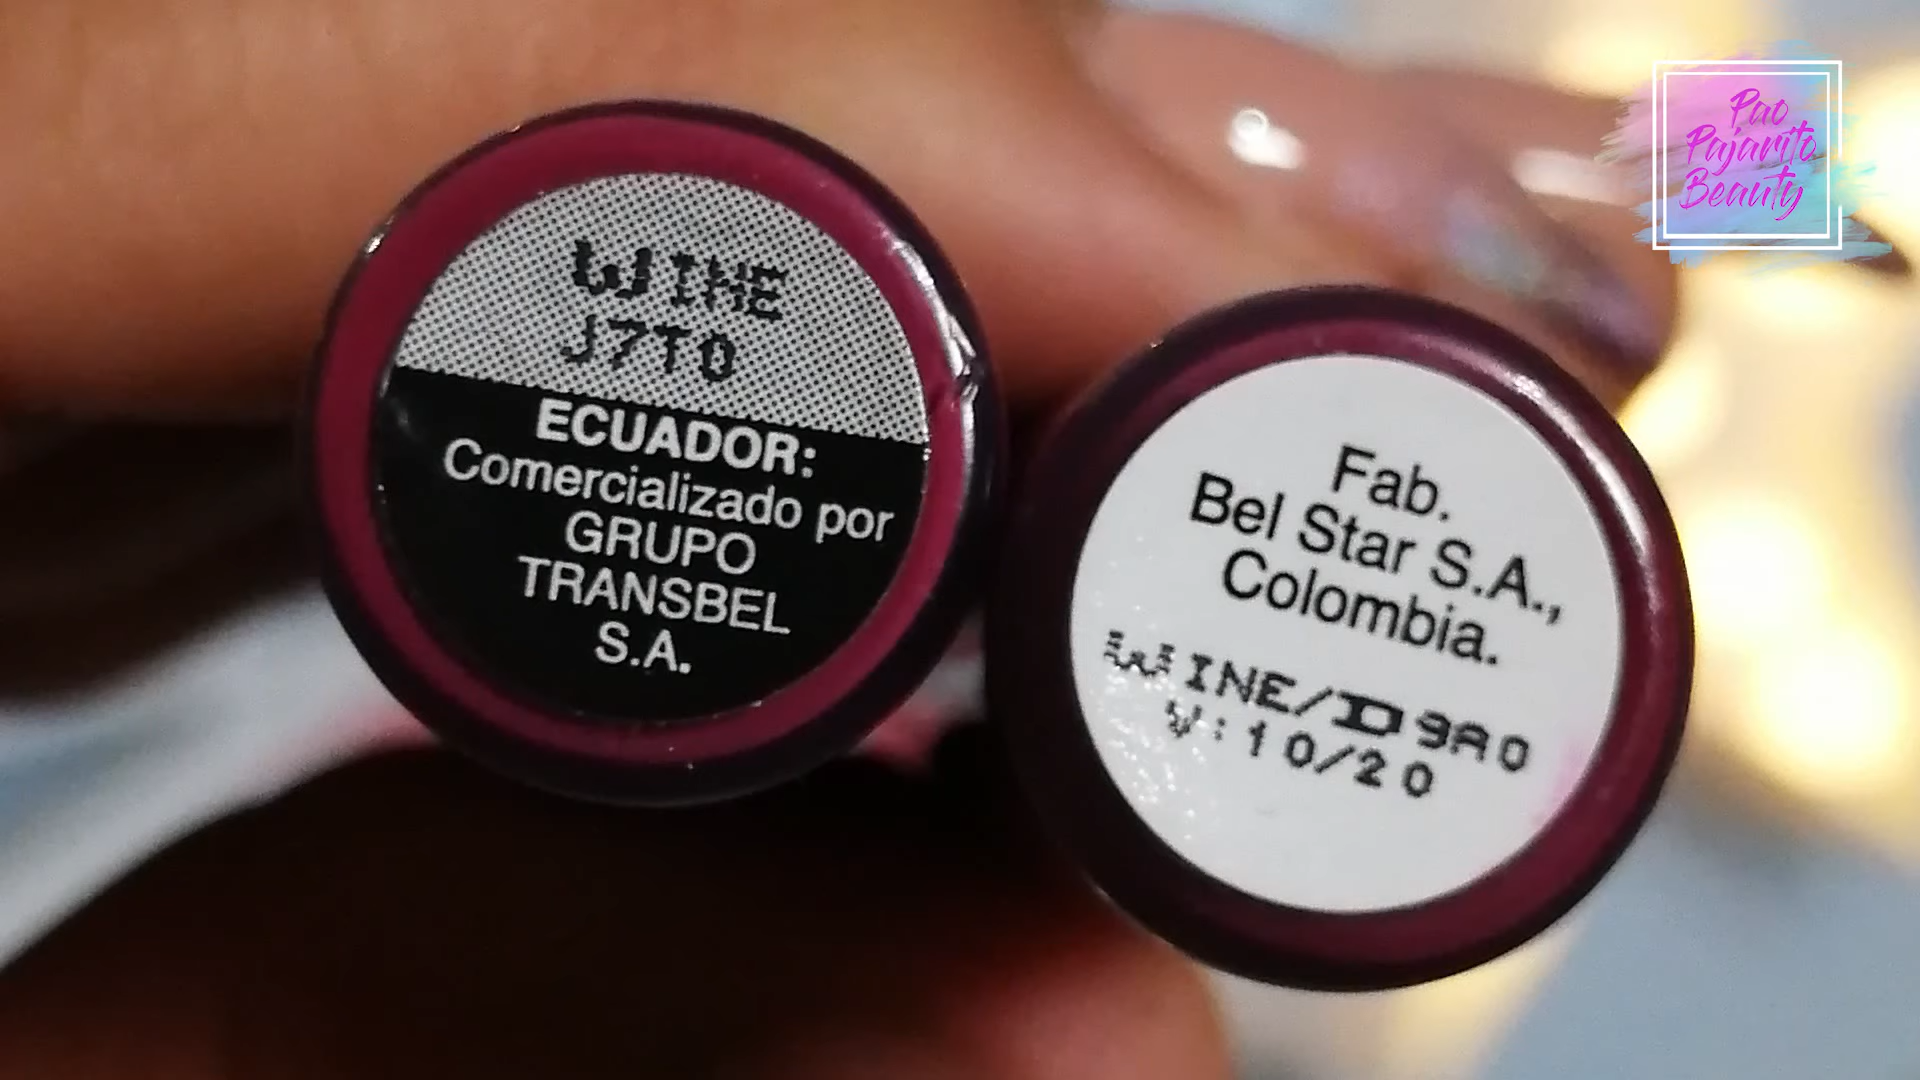 WINE
J7T0
ECUADOR:
Comercializado por
GRUPO
TRANSBEL
S.A.
Fab.
Bel Star S.A.,
Colombia.
WINE/D9A0
V:10/20
Pao
Pajarito
Beauty